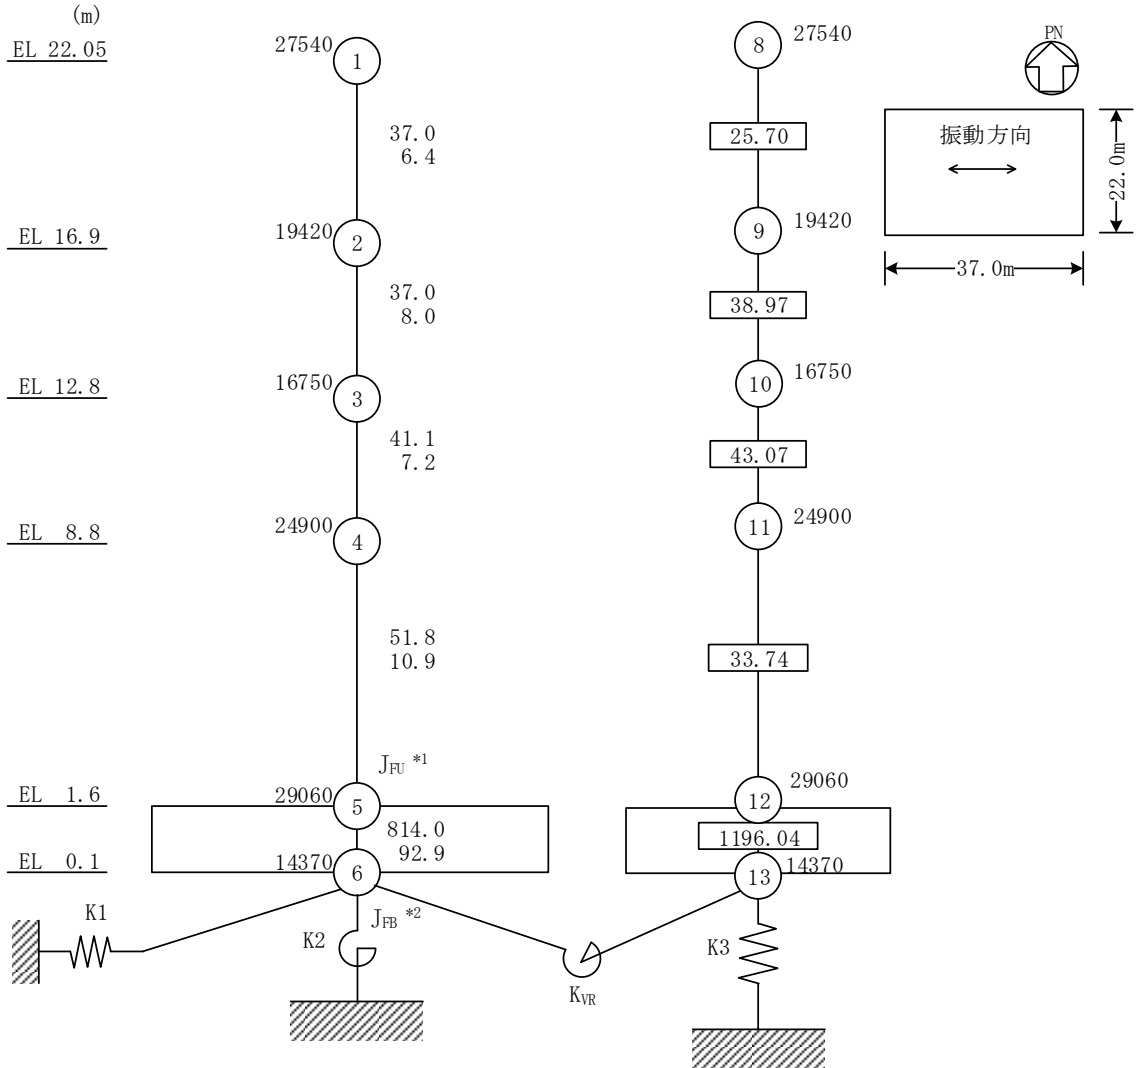 (m)
EL 22.05
27540
1
8
27540
PN
37.0
6.4
25.70
振動方向
22.0m
37.0m
EL 16.9
19420
2
9
19420
37.0
8.0
38.97
EL 12.8
16750
3
10
16750
41.1
7.2
43.07
EL 8.8
24900
4
11
24900
51.8
10.9
33.74
JFU *1
EL 1.6
29060
5
12
29060
814.0
92.9
1196.04
EL 0.1
14370
6
13
14370
K1
K2
JFB *2
KVR
K3